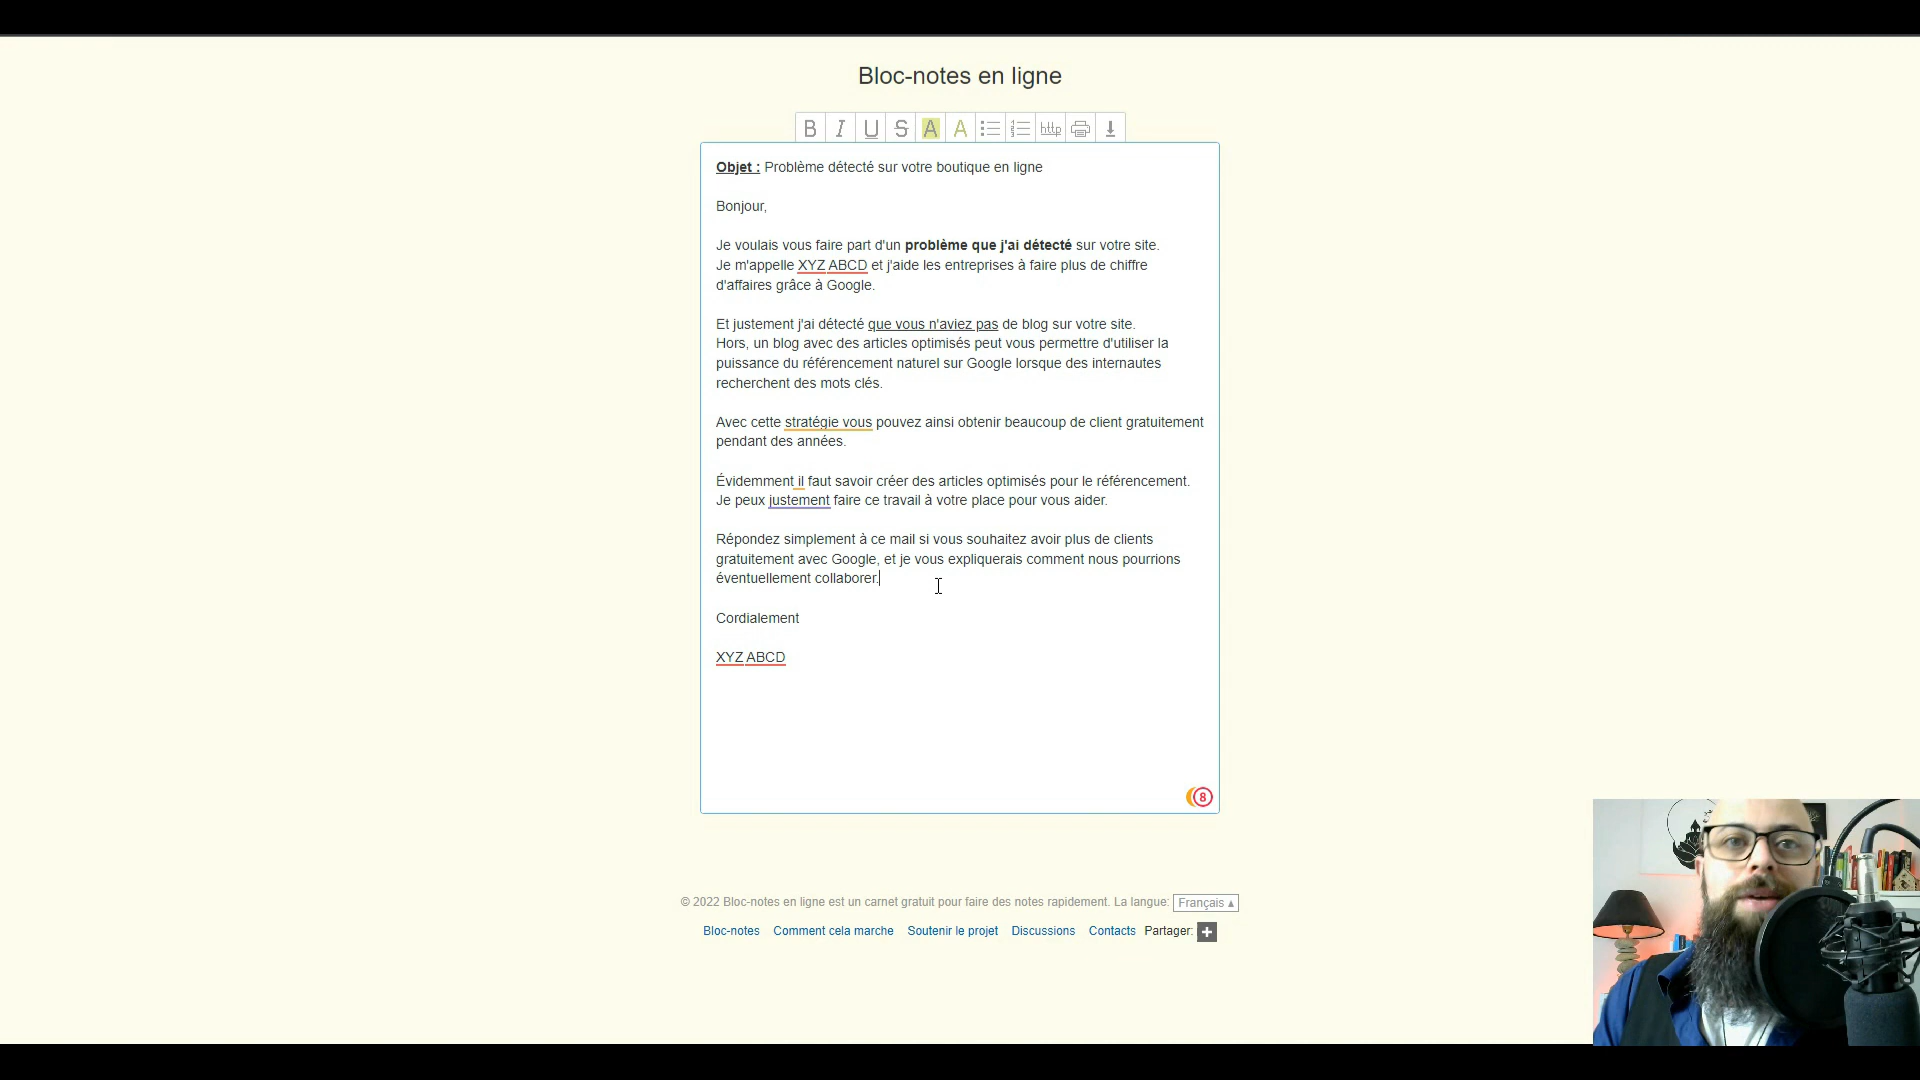 Bloc-notes en ligne
B I U S A A http
Objet : Problème détecté sur votre boutique en ligne
Bonjour,
Je voulais vous faire part d'un problème que j'ai détecté sur votre site.
Je m'appelle XYZ ABCD et j'aide les entreprises à faire plus de chiffre
d'affaires grâce à Google.
Et justement j'ai détecté que vous n'aviez pas de blog sur votre site.
Hors, un blog avec des articles optimisés peut vous permettre d'utiliser la
puissance du référencement naturel sur Google lorsque des internautes
recherchent des mots clés.
Avec cette stratégie vous pouvez ainsi obtenir beaucoup de client gratuitement
pendant des années.
Évidemment il faut savoir créer des articles optimisés pour le référencement.
Je peux justement faire ce travail à votre place pour vous aider.
Répondez simplement à ce mail si vous souhaitez avoir plus de clients
gratuitement avec Google, et je vous expliquerais comment nous pourrions
éventuellement collaborer.
Cordialement
XYZ ABCD
8
© 2022 Bloc-notes en ligne est un carnet gratuit pour faire des notes rapidement. La langue: Français
Bloc-notes Comment cela marche Soutenir le projet Discussions Contacts Partager: +